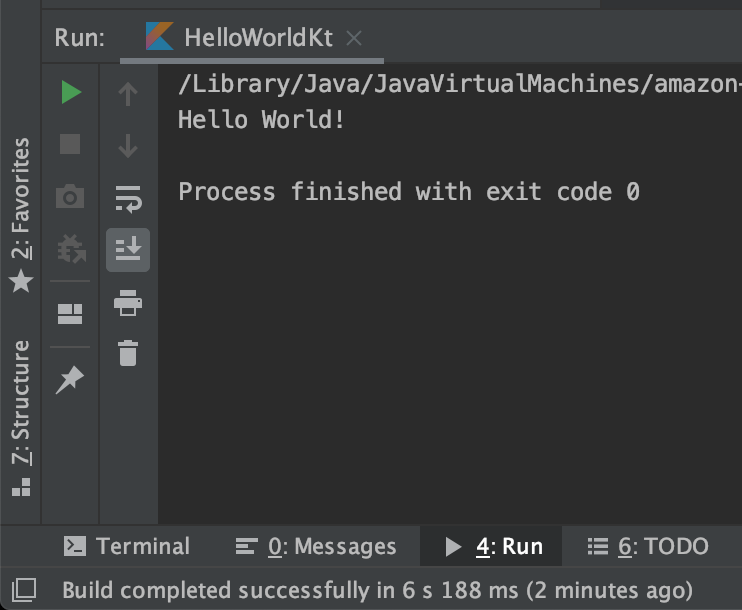 Run: HelloWorldKt
/Library/Java/JavaVirtualMachines/amazon-
Hello World!
Process finished with exit code 0
2: Favorites
7: Structure
Terminal 0: Messages 4: Run 6: TODO
Build completed successfully in 6 s 188 ms (2 minutes ago)